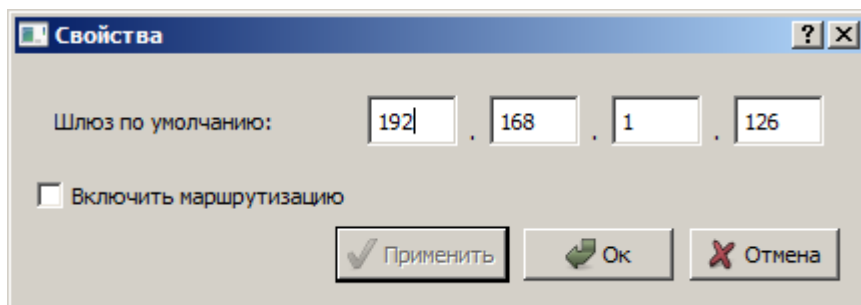 Свойства
Шлюз по умолчанию: 192 . 168 . 1 . 126
Включить маршрутизацию
Применить Ок Отмена